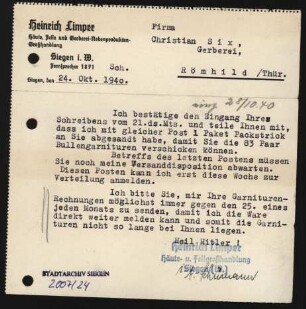 Heinrich Limper
Häute, Felle und Gerberei-Nebenprodukten-
Großhandlung
Siegen i. W.
Fernsprecher 1871
Sch.
Siegen, den 24. Okt. 1940.
Firma
Christian Six,
Gerberei,
Römhild /Thür.
eing 25/10.40
Ich bestätige den Eingang Ihres
Schreibens vom 21.ds.Mts. und teile Ihnen mit,
dass ich mit gleicher Post 1 Paket Packstrick
an Sie abgesandt habe, damit Sie die 83 Paar
Bullengarnituren verschicken können.
Betreffs des letzten Postens müssen
Sie noch meine Versanddisposition abwarten.
Diesen Posten kann ich erst diese Woche zur
Verteilung anmelden.
Ich bitte Sie, mir Ihre Garnituren-
Rechnungen möglichst immer gegen den 25. eines
jeden Monats zu senden, damit ich die Ware
direkt weiter melden kann und somit die Garni-
turen nicht so lange bei Ihnen liegen.
Heil Hitler !
Heinrich Limper
Häute- u. Fellgroßhandlung
Siegen i. W.
STADTARCHIV SIEGEN
2007/24